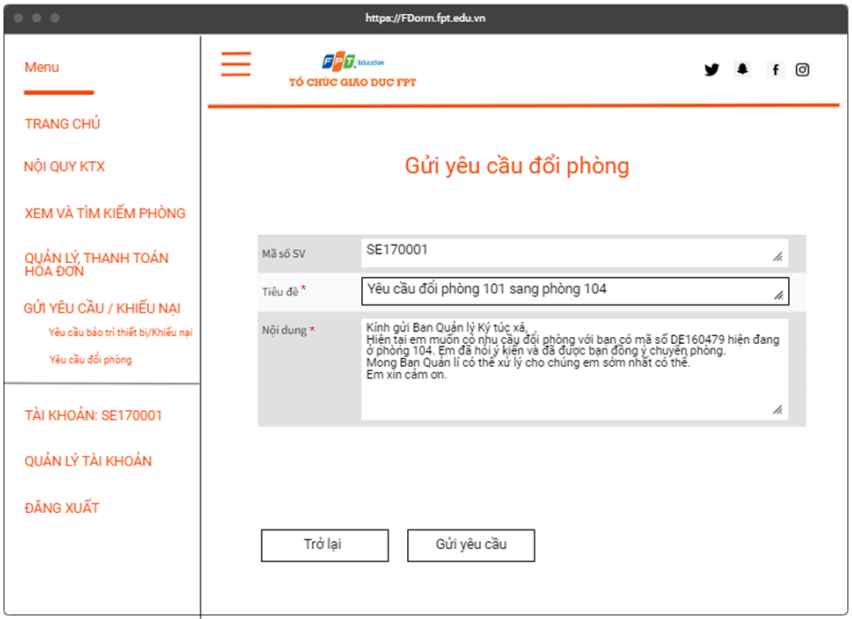 https://FDorm.fpt.edu.vn
Menu
TRANG CHỦ
NỘI QUY KTX
XEM VÀ TÌM KIẾM PHÒNG
QUẢN LÝ, THANH TOÁN
HÓA ĐƠN
GỬI YÊU CẦU / KHIẾU NẠI
Yêu cầu bảo trì thiết bị/Khiếu nại
Yêu cầu đổi phòng
TÀI KHOẢN: SE170001
QUẢN LÝ TÀI KHOẢN
ĐĂNG XUẤT
FPT Education
TỔ CHỨC GIÁO DỤC FPT
Gửi yêu cầu đổi phòng
Mã số SV
SE170001
Tiêu đề *
Yêu cầu đổi phòng 101 sang phòng 104
Nội dung *
Kính gửi Ban Quản lý Ký túc xá,
Hiện tại em muốn có nhu cầu đổi phòng với bạn có mã số DE160479 hiện đang
ở phòng 104. Em đã hỏi ý kiến và đã được bạn đồng ý chuyển phòng.
Mong Ban Quản lí có thể xử lý cho chúng em sớm nhất có thể.
Em xin cảm ơn.
Trở lại
Gửi yêu cầu